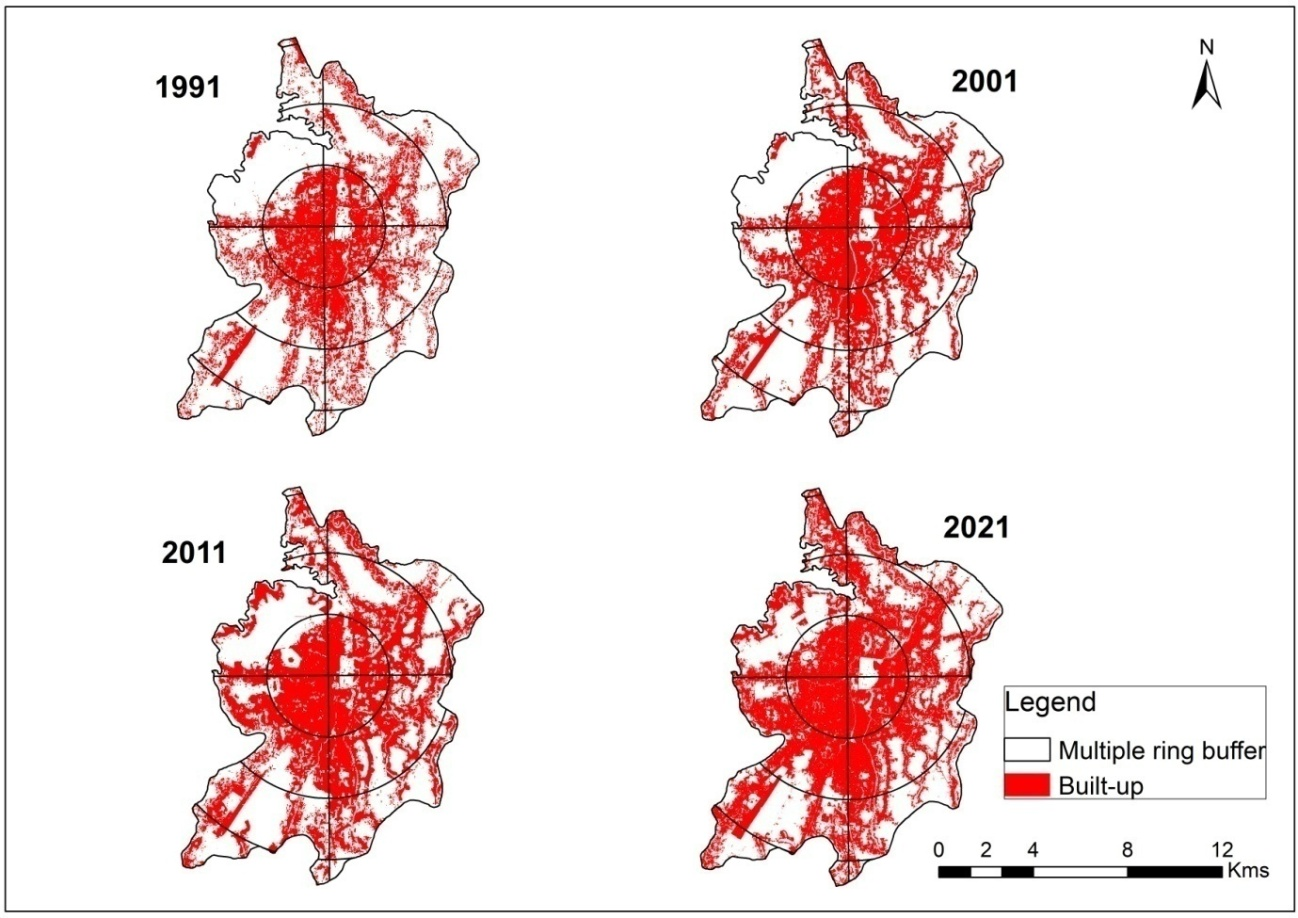 1991
2001
N
2011
2021
Legend
Multiple ring buffer
Built-up
0 2 4 8 12
Kms